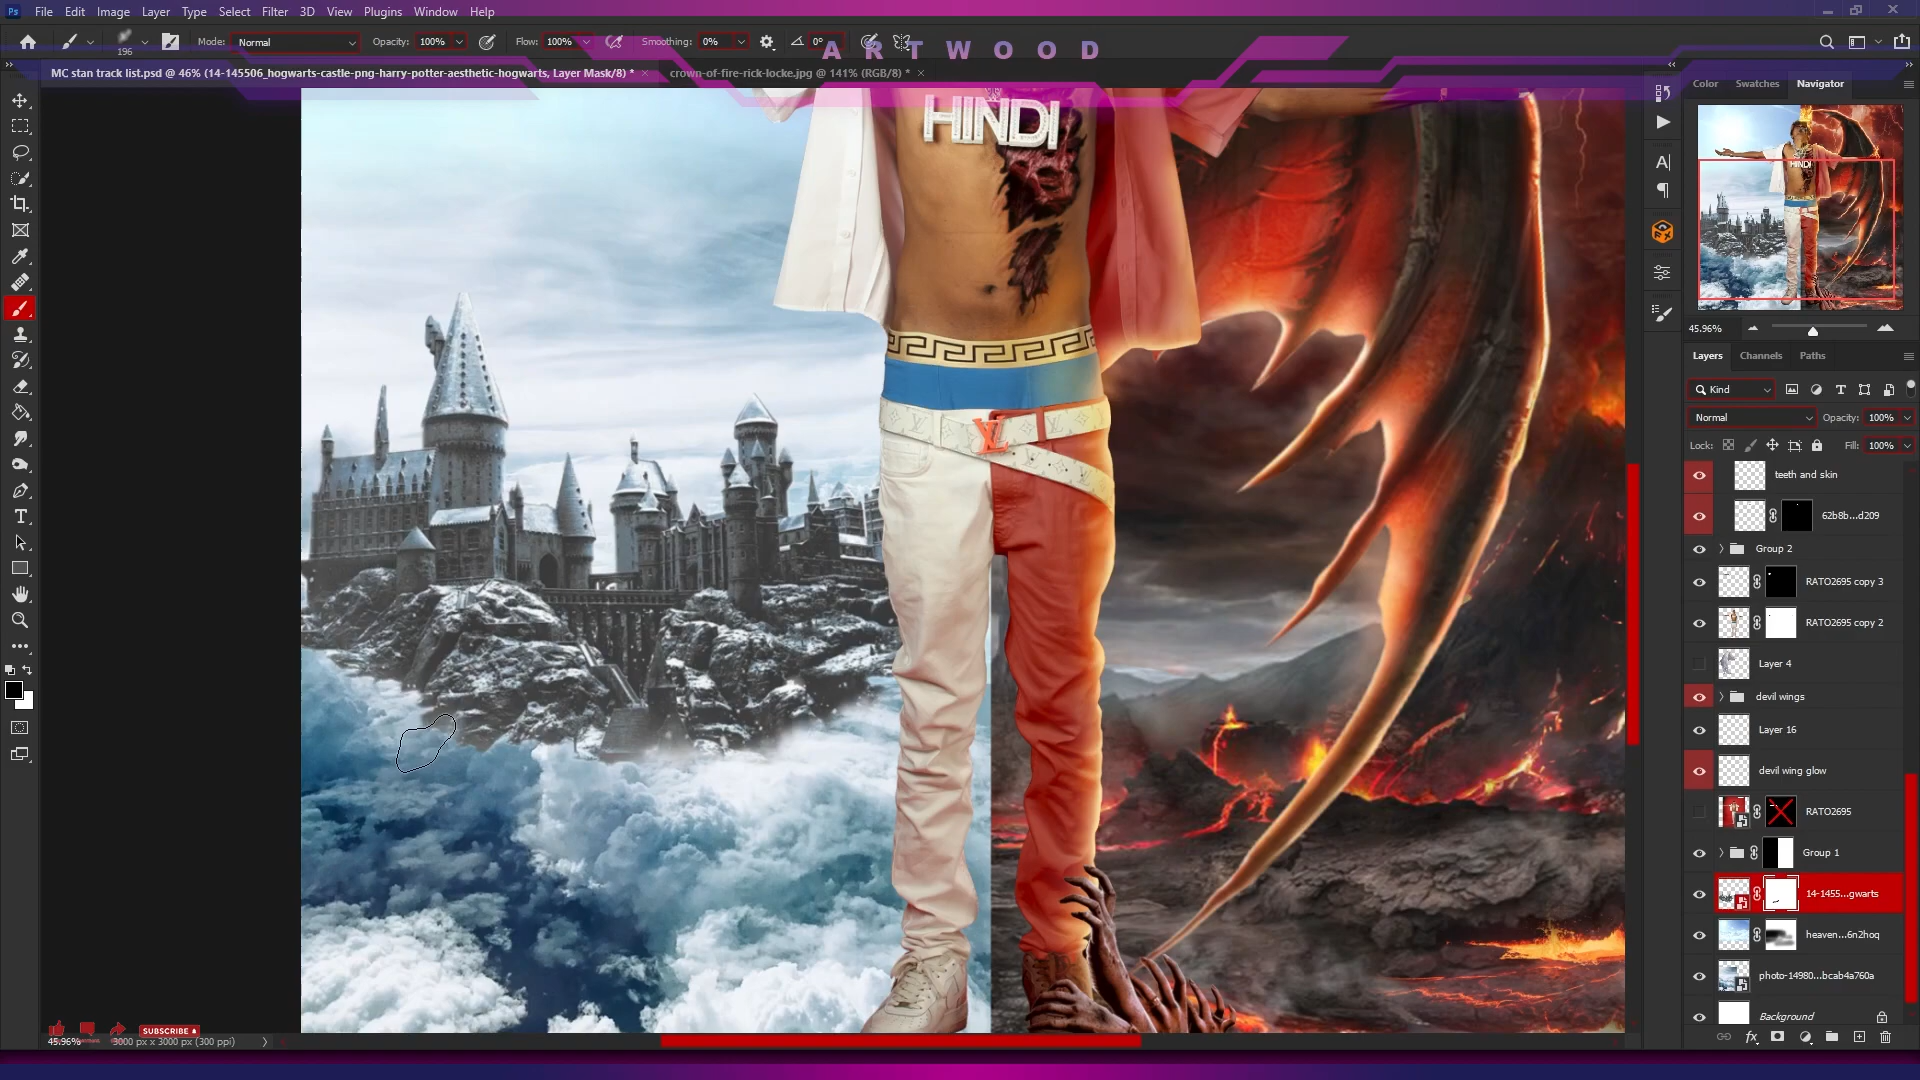 Ps File Edit Image Layer Type Select Filter 3D View Plugins Window Help
196 Mode: Normal Opacity: 100% Flow: 100% Smoothing: 0% 0°
ARTWOOD
MC stan track list.psd @ 46% (14-145506_hogwarts-castle-png-harry-potter-aesthetic-hogwarts, Layer Mask/8) * × crown-of-fire-rick-locke.jpg @ 141% (RGB/8) * ×
Color Swatches Navigator
HINDI
HINDI
45.96%
Layers Channels Paths
Kind
Normal Opacity: 100%
Lock: Fill: 100%
teeth and skin
62b8b...d209
Group 2
RATO2695 copy 3
RATO2695 copy 2
Layer 4
devil wings
Layer 16
devil wing glow
RATO2695
Group 1
14-1455...gwarts
heaven...6n2hoq
photo-14980...bcab4a760a
Background
SUBSCRIBE
45.96% 3000 px x 3000 px (300 ppi)